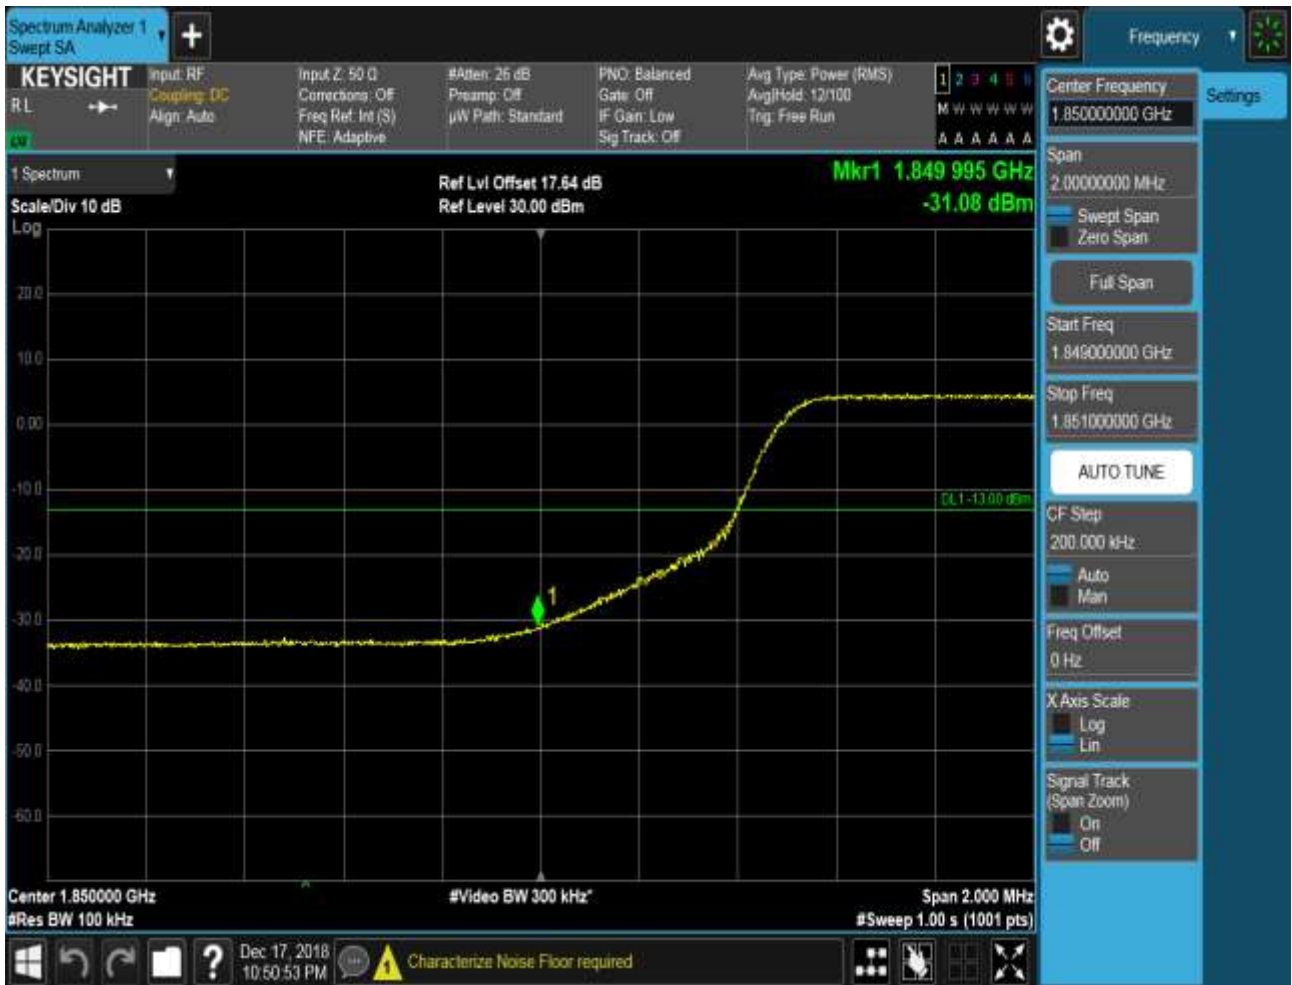 Spectrum Analyzer 1
Swept SA
+
Frequency
KEYSIGHT
RL
Input: RF
Coupling: DC
Align: Auto
Input Z: 50 Ω
Corrections: Off
Freq Ref: Int (S)
NFE: Adaptive
#Atten: 26 dB
Preamp: Off
µW Path: Standard
PNO: Balanced
Gate: Off
IF Gain: Low
Sig Track: Off
Avg Type: Power (RMS)
Avg|Hold: 12/100
Trig: Free Run
1 2 3 4 5 6
M W W W W W
A A A A A A
1 Spectrum
Scale/Div 10 dB
Log
Ref Lvl Offset 17.64 dB
Ref Level 30.00 dBm
Mkr1 1.849 995 GHz
-31.08 dBm
20.0
10.0
0.00
-10.0
-20.0
-30.0
-40.0
-50.0
-60.0
1
DL1 -13.00 dBm
Center 1.850000 GHz
#Res BW 100 kHz
#Video BW 300 kHz*
Span 2.000 MHz
#Sweep 1.00 s (1001 pts)
Center Frequency
1.850000000 GHz
Settings
Span
2.00000000 MHz
Swept Span
Zero Span
Full Span
Start Freq
1.849000000 GHz
Stop Freq
1.851000000 GHz
AUTO TUNE
CF Step
200.000 kHz
Auto
Man
Freq Offset
0 Hz
X Axis Scale
Log
Lin
Signal Track
(Span Zoom)
On
Off
?
Dec 17, 2018
10:50:53 PM
1
Characterize Noise Floor required